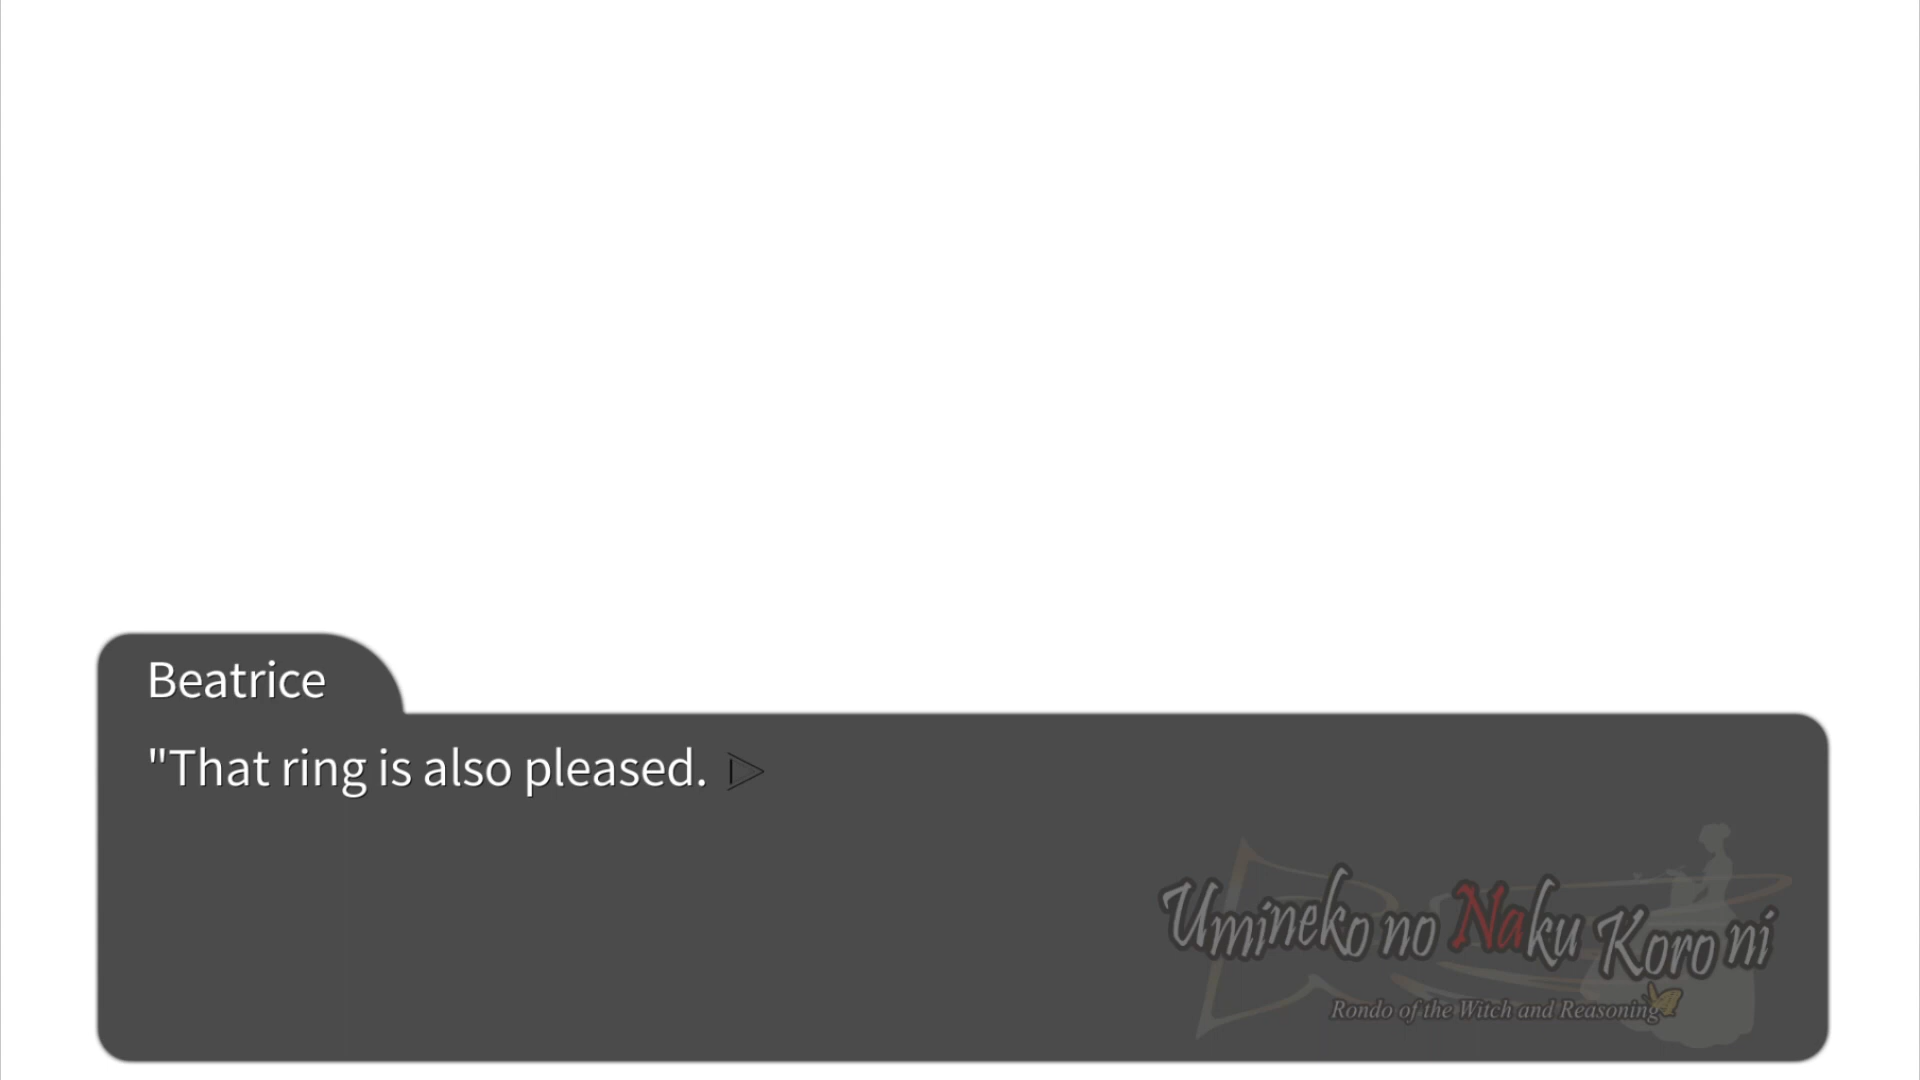 Beatrice
"That ring is also pleased.
Umineko no Naku Koro ni
Rondo of the Witch and Reasoning